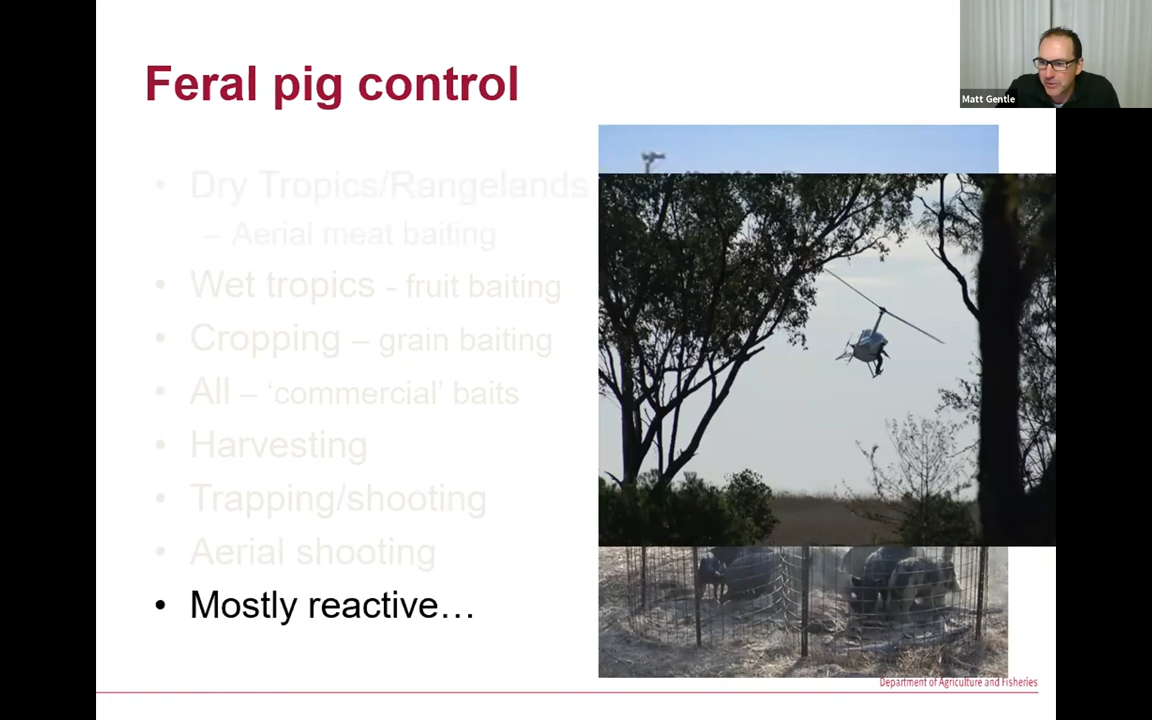 Feral pig control
Matt Gentle
• Dry Tropics/Rangelands
– Aerial meat baiting
• Wet tropics - fruit baiting
• Cropping – grain baiting
• All – ‘commercial’ baits
• Harvesting
• Trapping/shooting
• Aerial shooting
• Mostly reactive…
Department of Agriculture and Fisheries